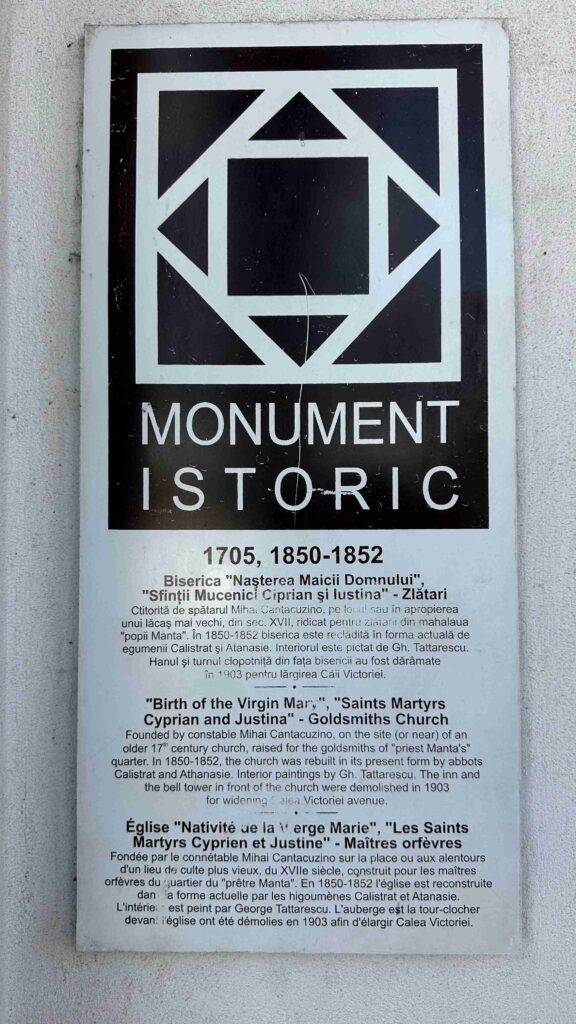 MONUMENT
ISTORIC
1705, 1850-1852
Biserica "Nașterea Maicii Domnului",
"Sfinții Mucenici Ciprian și Iustina" - Zlătari
Ctitorită de spătarul Mihai Cantacuzino, pe locul sau în apropierea
unui lăcaș mai vechi, din sec. XVII, ridicat pentru zlătarii din mahalaua
"popii Manta". În 1850-1852 biserica este reclădită în forma actuală de
egumenii Calistrat și Atanasie. Interiorul este pictat de Gh. Tattarescu.
Hanul și turnul clopotniță din fața bisericii au fost dărâmate
în 1903 pentru lărgirea Căii Victoriei.
"Birth of the Virgin Mary", "Saints Martyrs
Cyprian and Justina" - Goldsmiths Church
Founded by constable Mihai Cantacuzino, on the site (or near) of an
older 17th century church, raised for the goldsmiths of "priest Manta's"
quarter. In 1850-1852, the church was rebuilt in its present form by abbots
Calistrat and Athanasie. Interior paintings by Gh. Tattarescu. The inn and
the bell tower in front of the church were demolished in 1903
for widening Calea Victoriei avenue.
Église "Nativité de la Vierge Marie", "Les Saints
Martyrs Cyprien et Justine" - Maîtres orfèvres
Fondée par le connétable Mihai Cantacuzino sur la place ou aux alentours
d'un lieu de culte plus vieux, du XVIIe siècle, construit pour les maîtres
orfèvres du quartier du "prêtre Manta". En 1850-1852 l'église est reconstruite
dans la forme actuelle par les higoumènes Calistrat et Atanasie.
L'intérieur est peint par George Tattarescu. L'auberge est la tour-clocher
devant l'église ont été démolies en 1903 afin d'élargir Calea Victoriei.